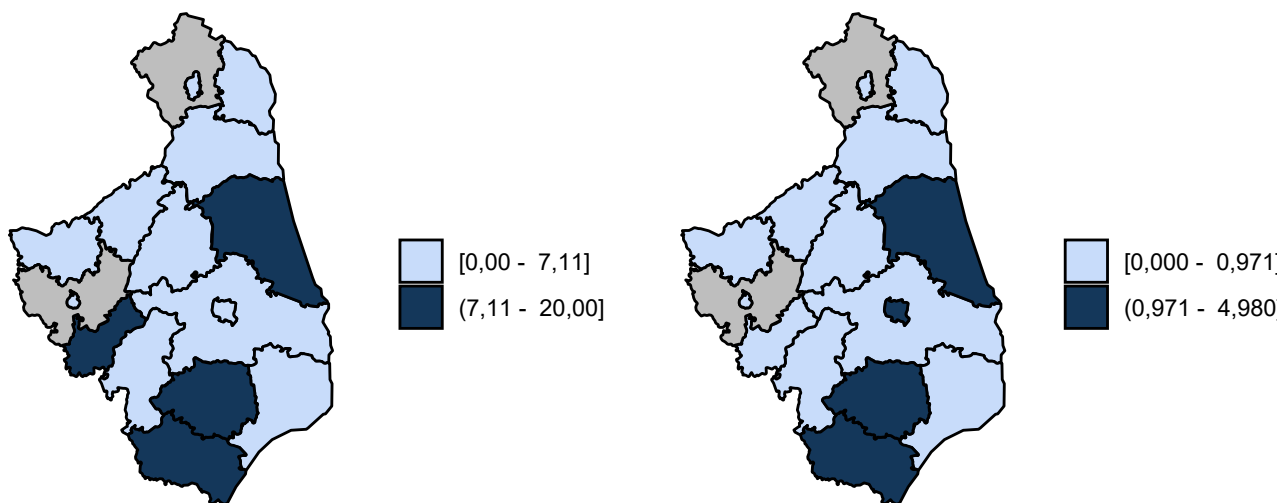 [0,00 - 7,11]
(7,11 - 20,00]
[0,000 - 0,971]
(0,971 - 4,980]